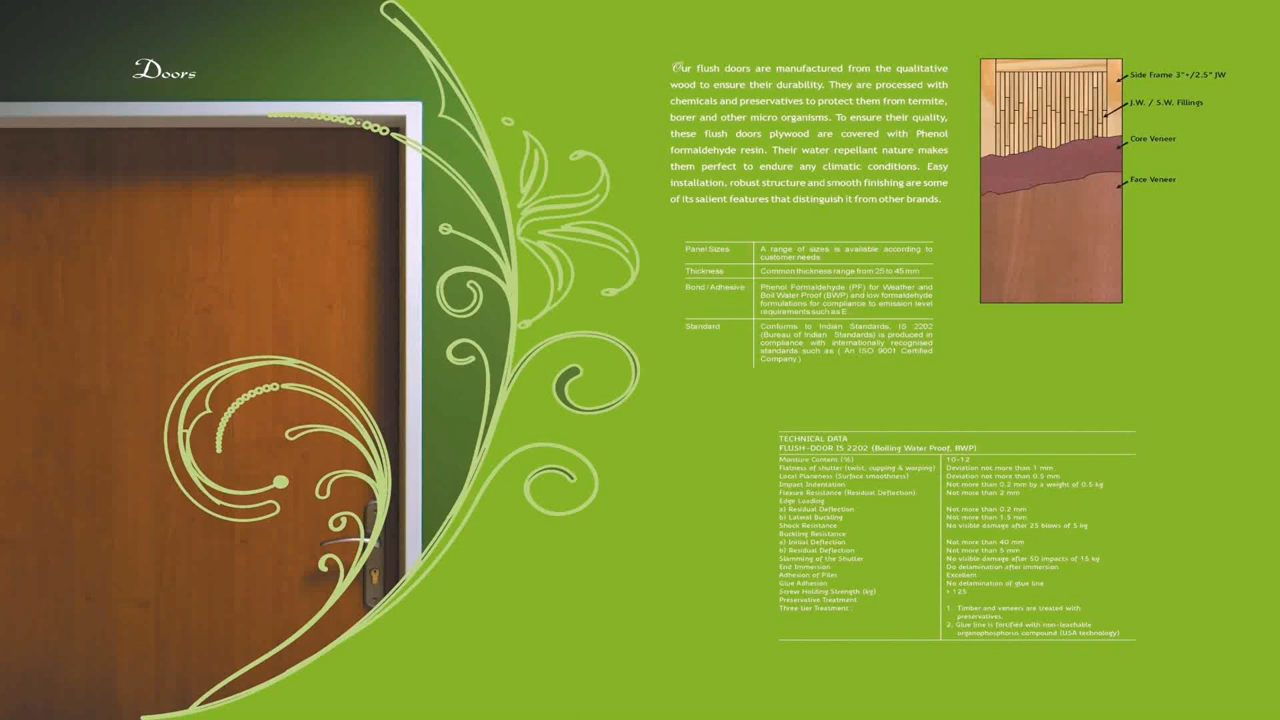 Doors
Our flush doors are manufactured from the qualitative
wood to ensure their durability. They are processed with
chemicals and preservatives to protect them from termite,
borer and other micro organisms. To ensure their quality,
these flush doors plywood are covered with Phenol
formaldehyde resin. Their water repellant nature makes
them perfect to endure any climatic conditions. Easy
installation, robust structure and smooth finishing are some
of its salient features that distinguish it from other brands.
Side Frame 3"+/2.5" JW
J.W. / S.W. Fillings
Core Veneer
Face Veneer
Panel Sizes A range of sizes is available according to
customer needs
Thickness Common thickness range from 25 to 45 mm
Bond / Adhesive Phenol Formaldehyde (PF) for Weather and
Boil Water Proof (BWP) and low formaldehyde
formulations for compliance to emission level
requirements such as E
Standard Conforms to Indian Standards, IS 2202
(Bureau of Indian Standards) is produced in
compliance with internationally recognised
standards such as ( An ISO 9001 Certified
Company )
TECHNICAL DATA
FLUSH-DOOR IS 2202 (Boiling Water Proof, BWP)
Moisture Content (%) 10-12
Flatness of shutter (twist, cupping & warping) Deviation not more than 1 mm
Local Planeness (Surface smoothness) Deviation not more than 0.5 mm
Impact Indentation Not more than 0.2 mm by a weight of 0.5 kg
Flexure Resistance (Residual Deflection) Not more than 2 mm
Edge Loading
a) Residual Deflection Not more than 0.2 mm
b) Lateral Buckling Not more than 1.5 mm
Shock Resistance No visible damage after 25 blows of 5 kg
Buckling Resistance
a) Initial Deflection Not more than 40 mm
b) Residual Deflection Not more than 5 mm
Slamming of the Shutter No visible damage after 50 impacts of 15 kg
End Immersion Do delamination after immersion
Adhesion of Plies Excellent
Glue Adhesion No delamination of glue line
Screw Holding Strength (kg) + 125
Preservative Treatment
Three tier Treatment : 1. Timber and veneers are treated with
preservatives.
2. Glue line is fortified with non-leachable
organophosphorus compound (USA technology)